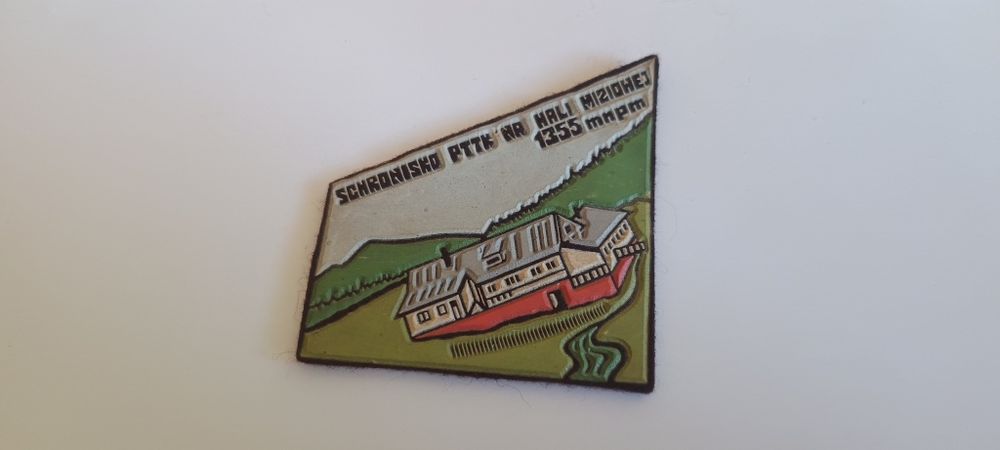 SCHRONISKO PTTK NA HALI MIZIOWEJ
1355 mnpm